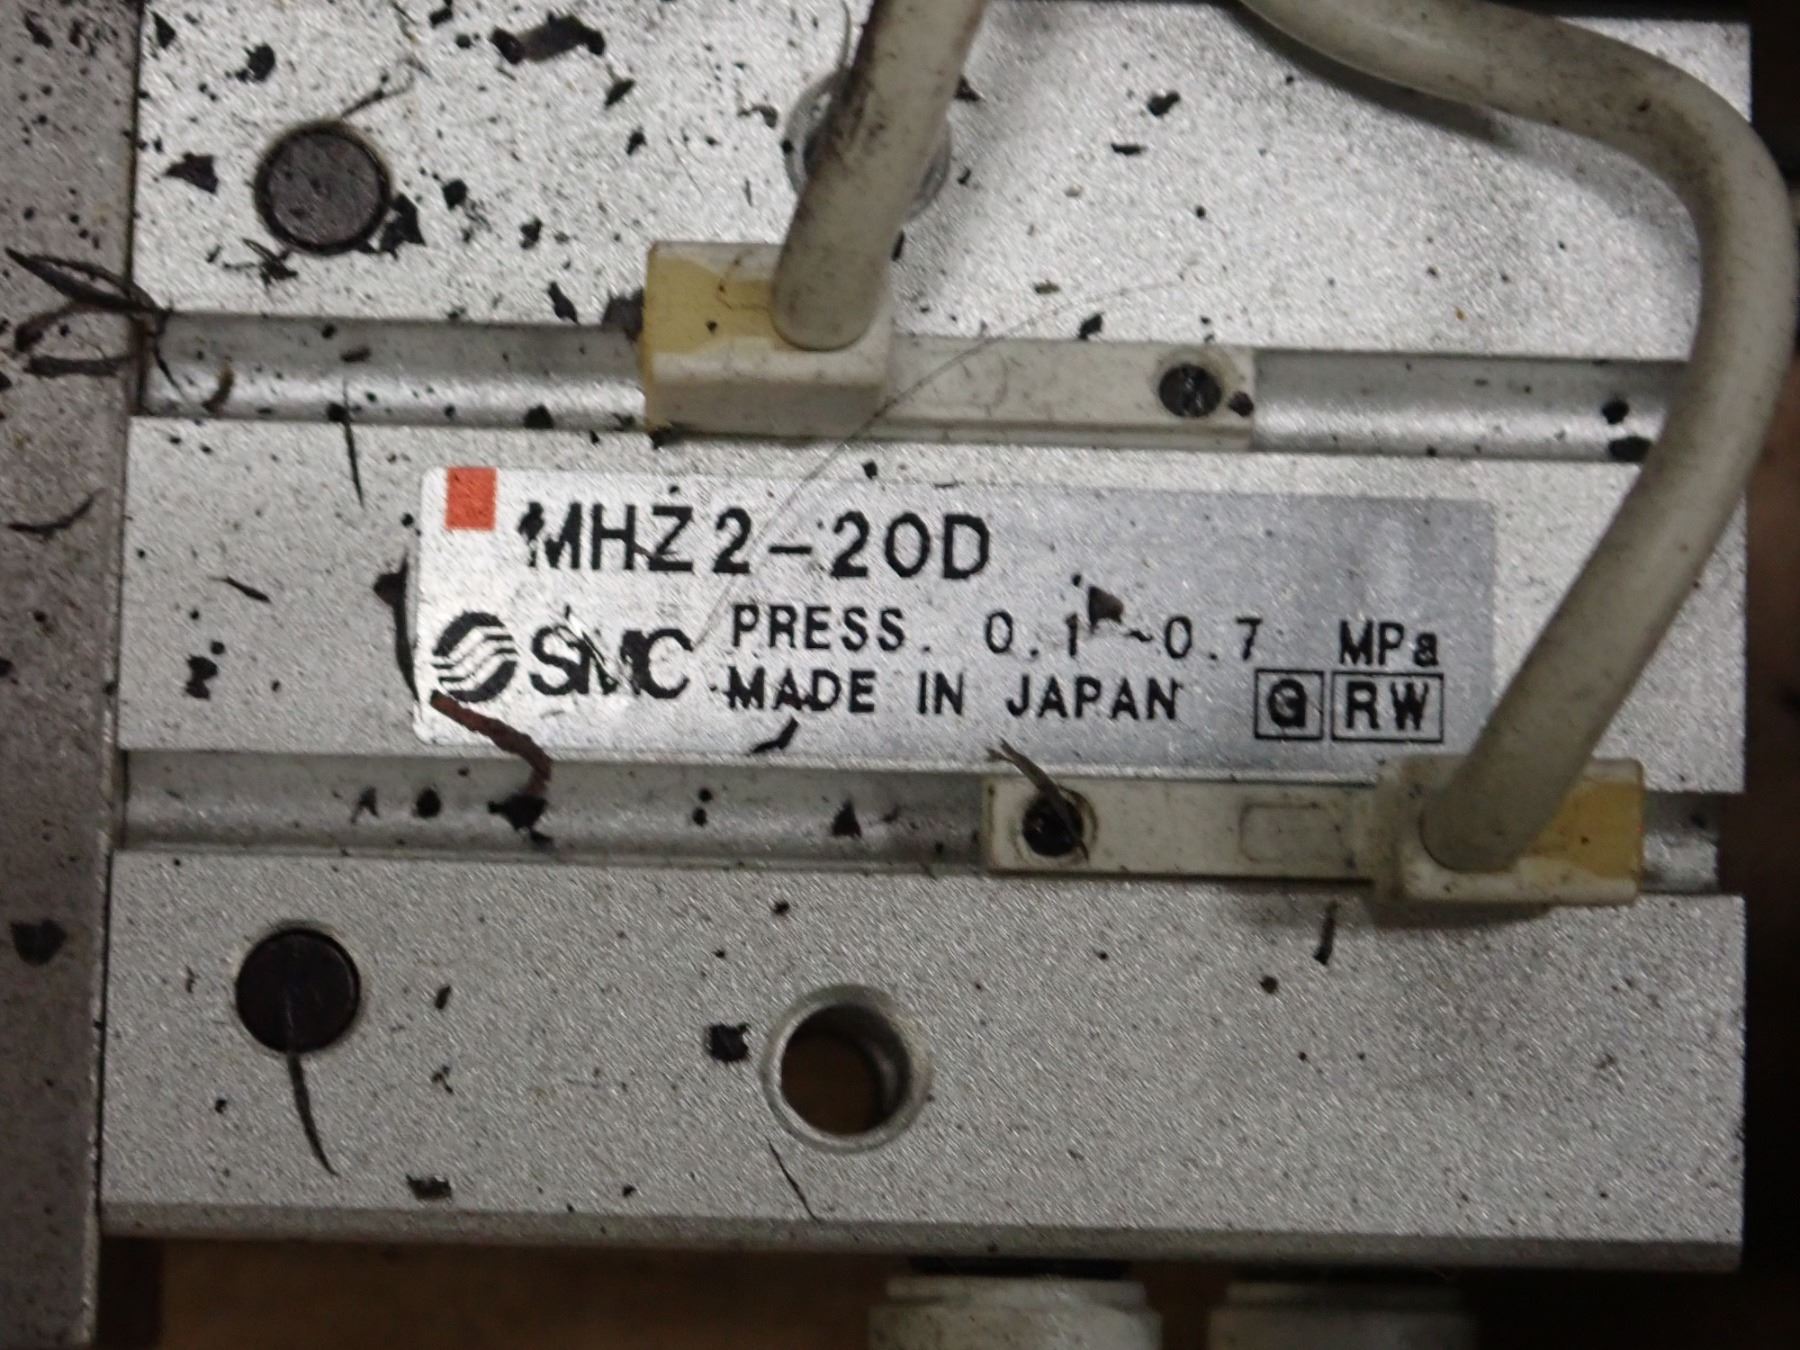 MHZ2-20D
SMC PRESS. 0.1~0.7 MPa
MADE IN JAPAN G RW